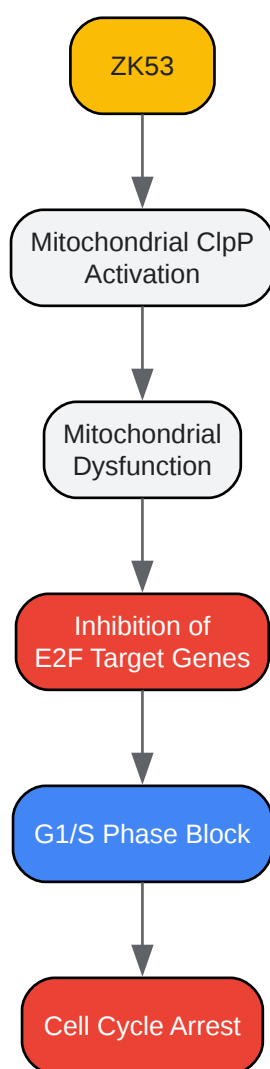 ZK53
Mitochondrial ClpP
Activation
Mitochondrial
Dysfunction
Inhibition of
E2F Target Genes
G1/S Phase Block
Cell Cycle Arrest